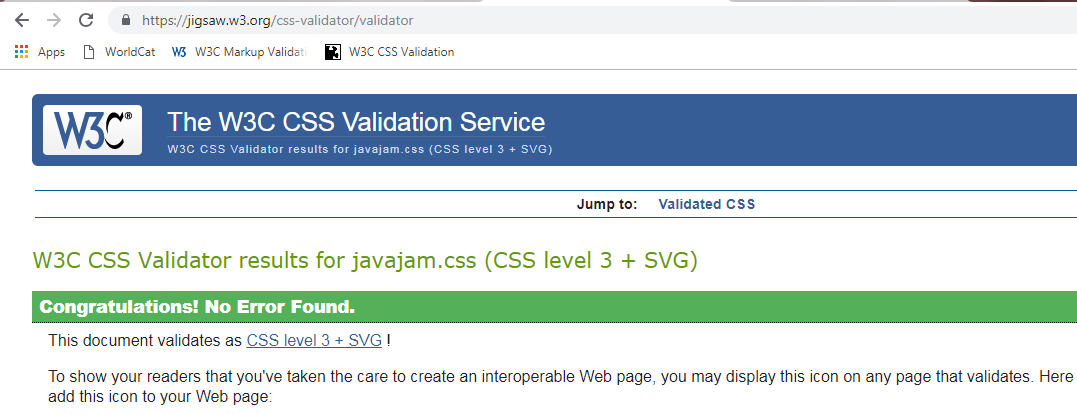 https://jigsaw.w3.org/css-validator/validator
Apps WorldCat W3 W3C Markup Validat W3C CSS Validation
W3C® The W3C CSS Validation Service
W3C CSS Validator results for javajam.css (CSS level 3 + SVG)
Jump to: Validated CSS
W3C CSS Validator results for javajam.css (CSS level 3 + SVG)
Congratulations! No Error Found.
This document validates as CSS level 3 + SVG !
To show your readers that you've taken the care to create an interoperable Web page, you may display this icon on any page that validates. Here
add this icon to your Web page: